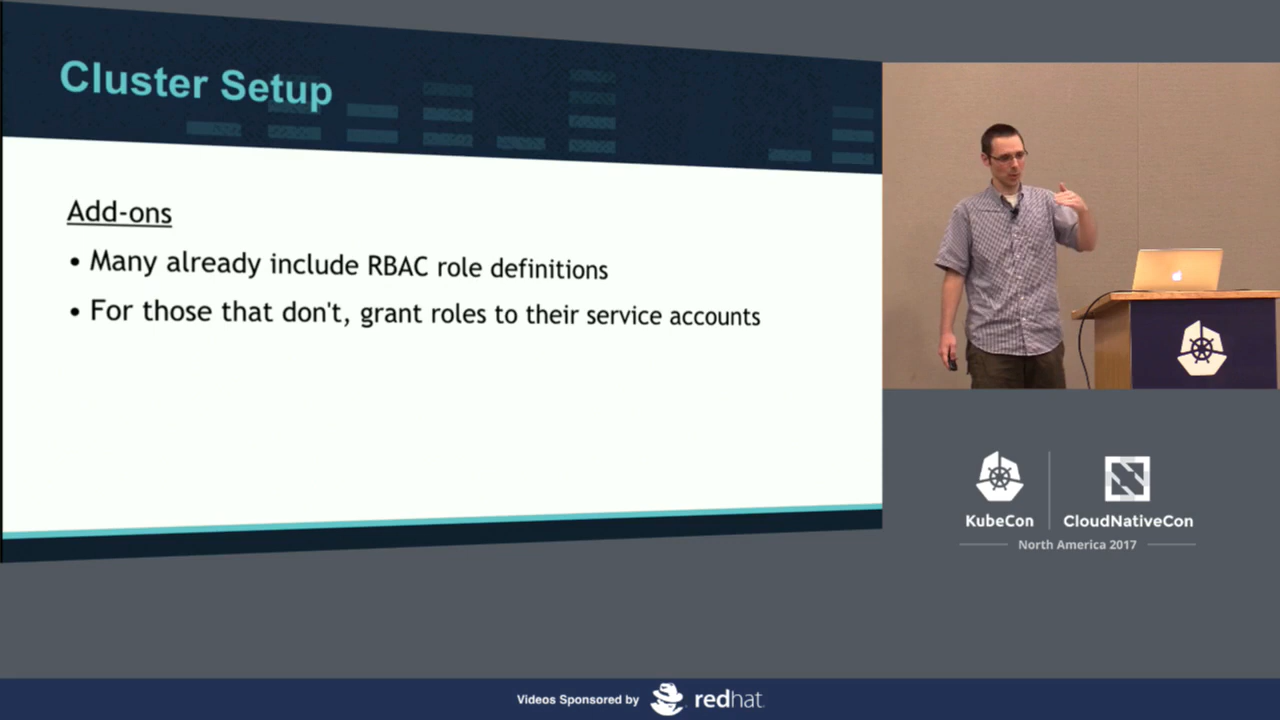 Cluster Setup
Add-ons
• Many already include RBAC role definitions
• For those that don't, grant roles to their service accounts
KubeCon
CloudNativeCon
North America 2017
Videos Sponsored by
redhat.